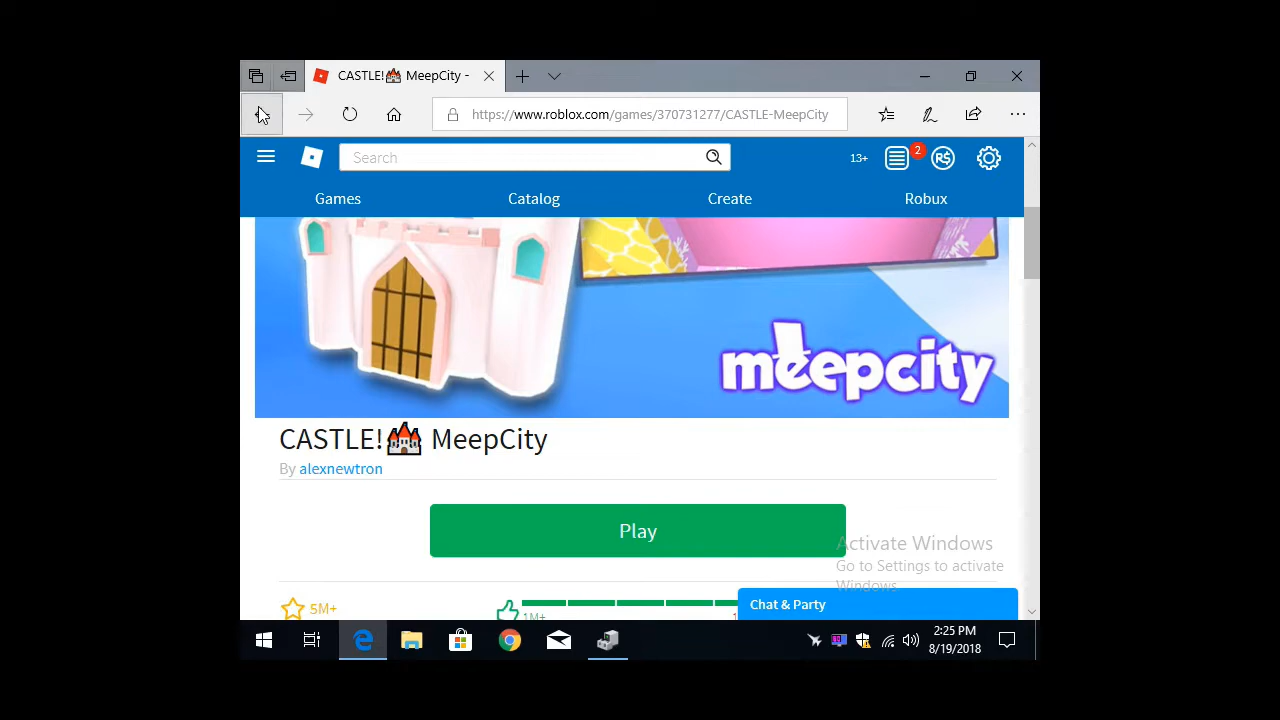 CASTLE!🏰 MeepCity -
https://www.roblox.com/games/370731277/CASTLE-MeepCity
Search
13+
2
R$
Games
Catalog
Create
Robux
meepcity
CASTLE!🏰 MeepCity
By alexnewtron
Play
Activate Windows
Go to Settings to activate
Windows.
5M+
1M+
Chat & Party
2:25 PM
8/19/2018